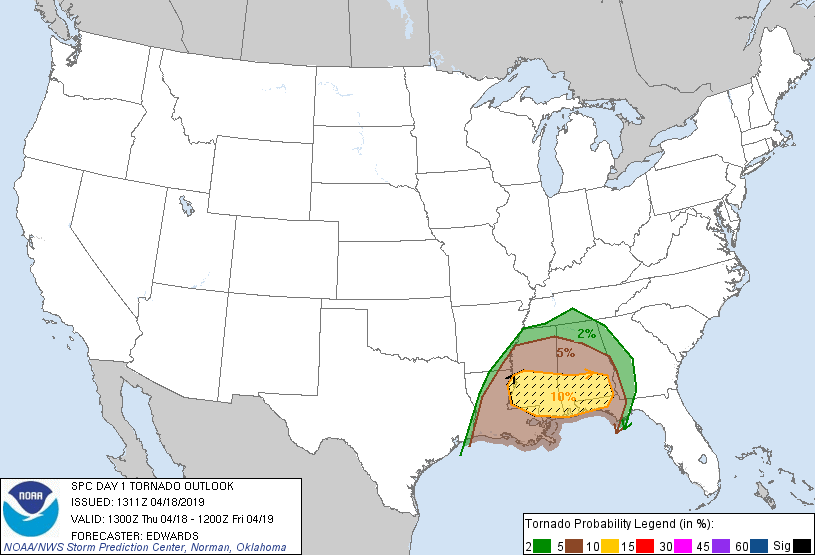 2%
5%
10%
SPC DAY 1 TORNADO OUTLOOK
ISSUED: 1311Z 04/18/2019
VALID: 1300Z Thu 04/18 - 1200Z Fri 04/19
FORECASTER: EDWARDS
NOAA/NWS Storm Prediction Center, Norman, Oklahoma
NOAA
Tornado Probability Legend (in %):
2 5 10 15 30 45 60 Sig